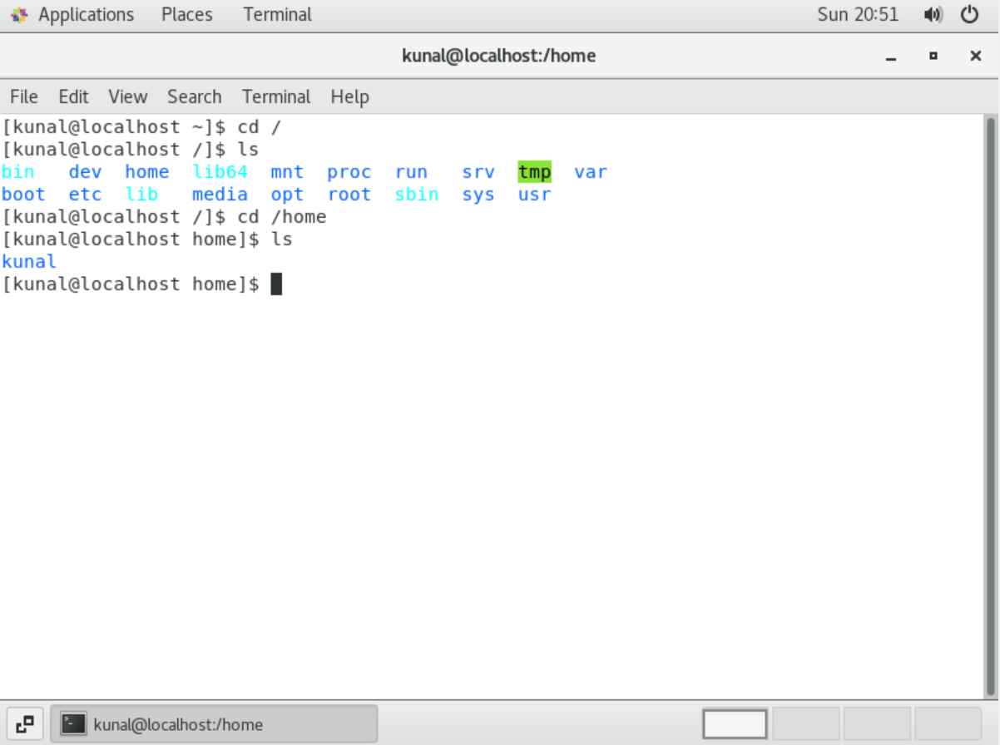 Applications Places Terminal Sun 20:51
kunal@localhost:/home
File Edit View Search Terminal Help
[kunal@localhost ~]$ cd /
[kunal@localhost /]$ ls
bin dev home lib64 mnt proc run srv tmp var
boot etc lib media opt root sbin sys usr
[kunal@localhost /]$ cd /home
[kunal@localhost home]$ ls
kunal
[kunal@localhost home]$
kunal@localhost:/home